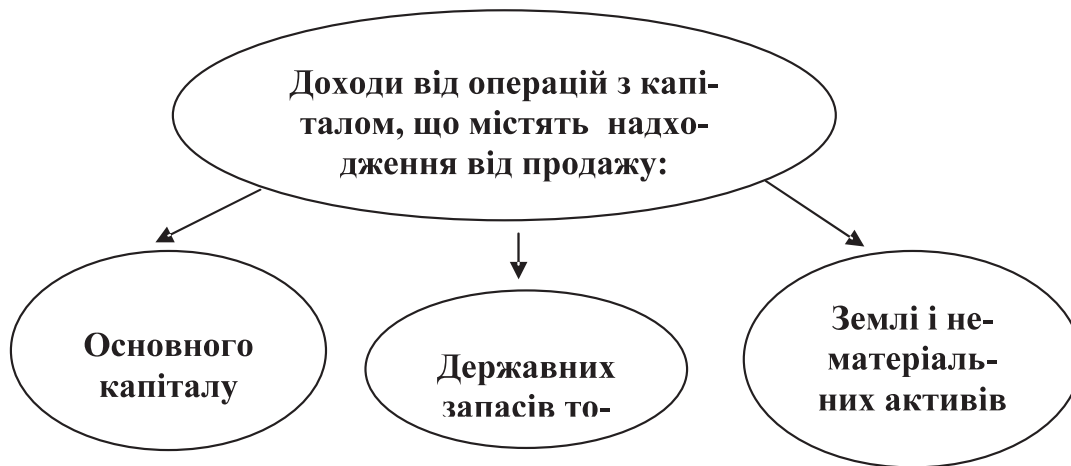 Доходи від операцій з капі-
талом, що містять надхо-
дження від продажу:
Основного
капіталу
Державних
запасів то-
Землі і не-
матеріаль-
них активів